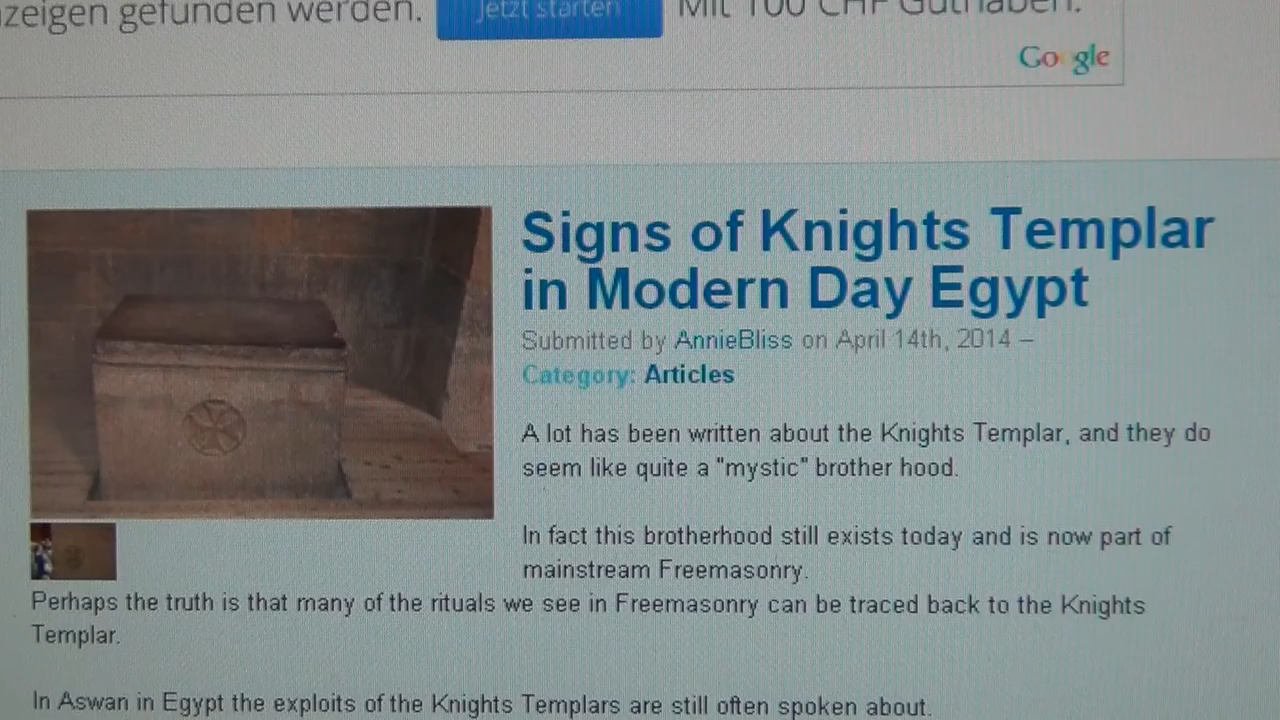 zeigen gefunden werden.
Jetzt starten
Mit 100 CHF Guthaben.
Google
Signs of Knights Templar
in Modern Day Egypt
Submitted by AnnieBliss on April 14th, 2014 –
Category: Articles
A lot has been written about the Knights Templar, and they do
seem like quite a "mystic" brother hood.
In fact this brotherhood still exists today and is now part of
mainstream Freemasonry.
Perhaps the truth is that many of the rituals we see in Freemasonry can be traced back to the Knights
Templar.
In Aswan in Egypt the exploits of the Knights Templars are still often spoken about.